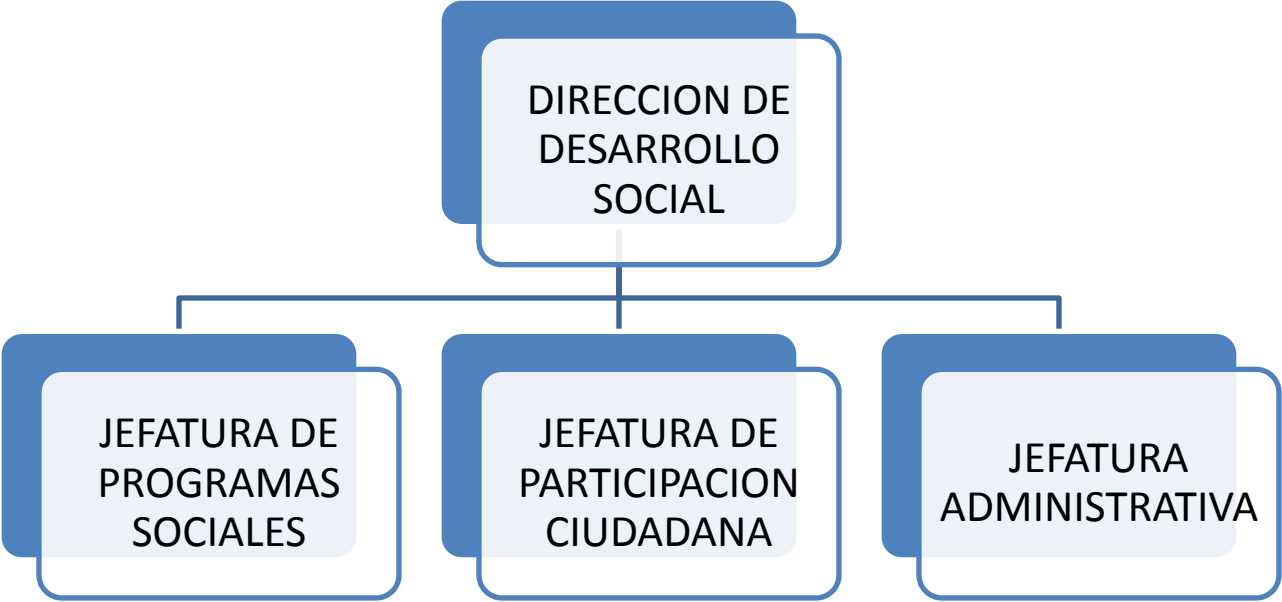 DIRECCION DE
DESARROLLO
SOCIAL
JEFATURA DE
PROGRAMAS
SOCIALES
JEFATURA DE
PARTICIPACION
CIUDADANA
JEFATURA
ADMINISTRATIVA